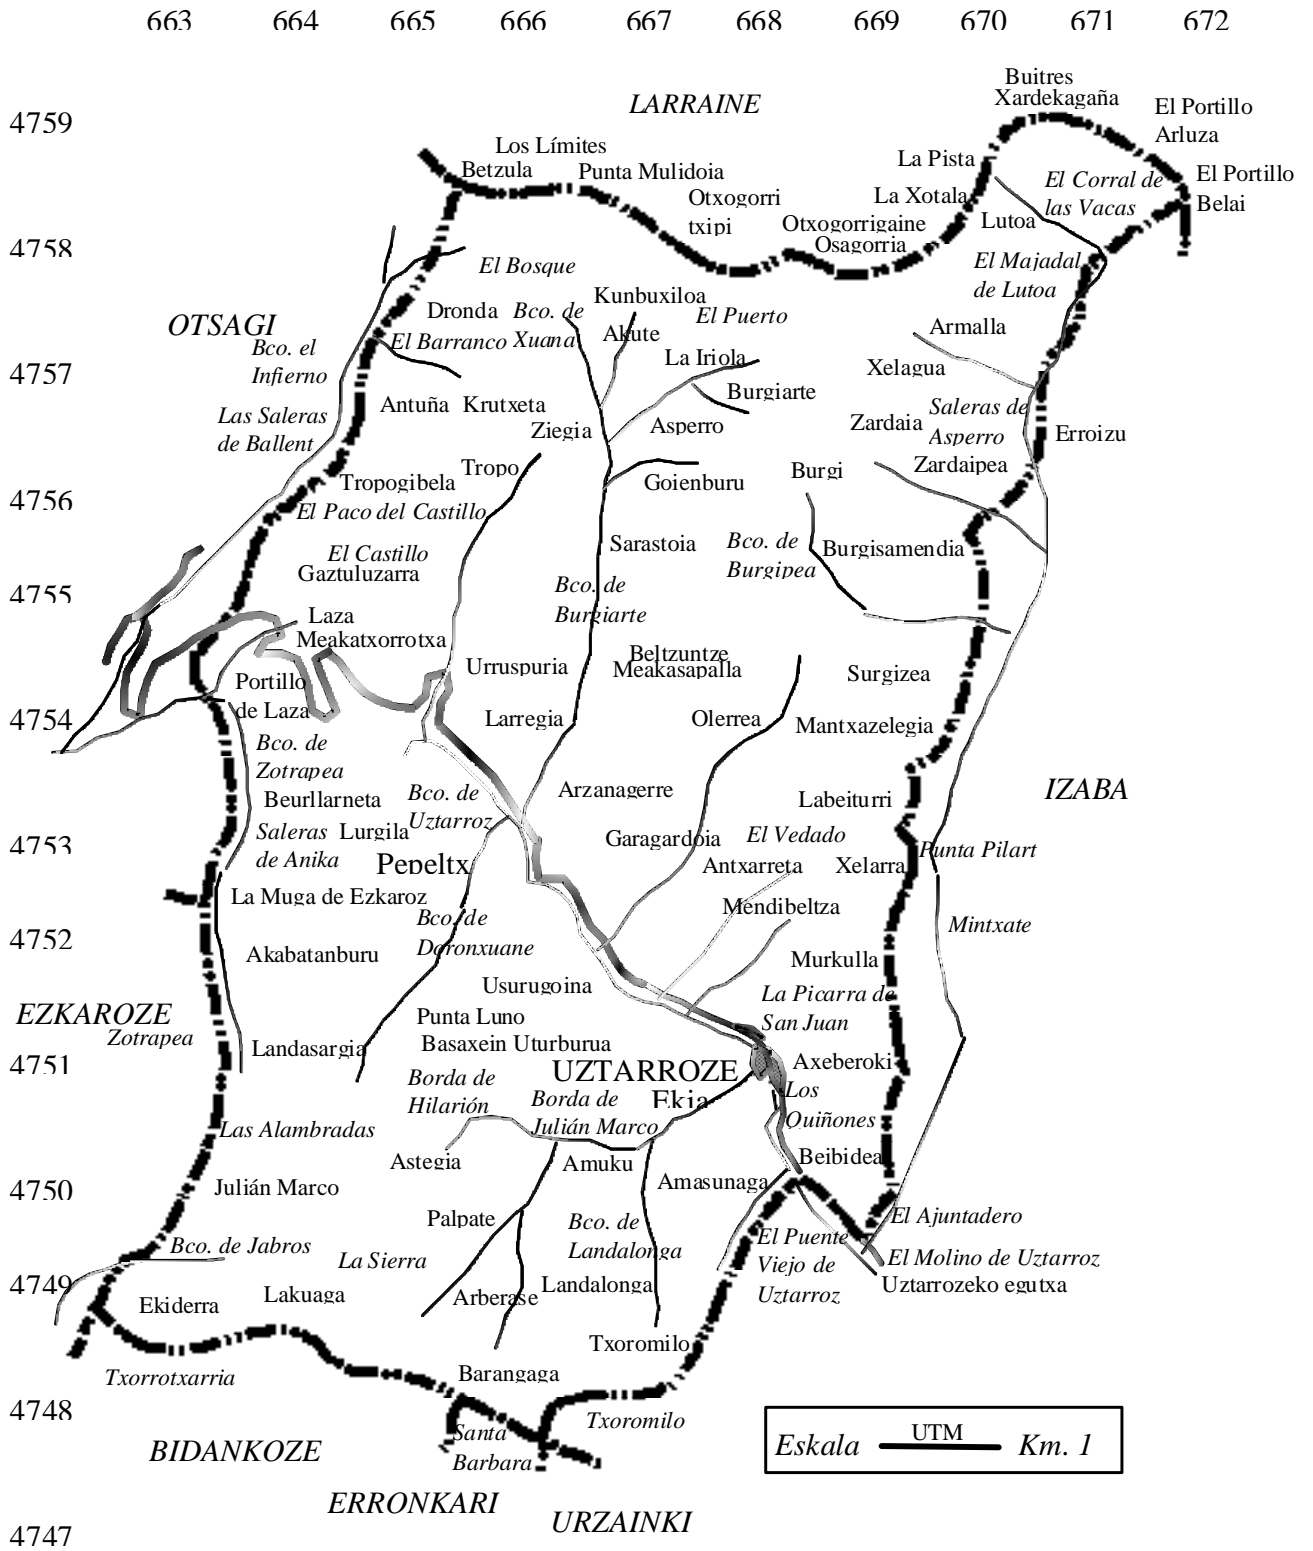 663 664 665 666 667 668 669 670 671 672
Buitres
Xardekagaña
LARRAINE
El Portillo
Arluza
4759
Los Límites
La Pista
Betzula
Punta Mulidoia
El Portillo
Belai
El Corral de
las Vacas
Otxogorri
txipi
La Xotala
Lutoa
Otxogorrigaine
Osagorria
4758
El Bosque
El Majadal
de Lutoa
Kunbuxiloa
Dronda
Bco. de
Xuana
El Puerto
OTSAGI
Armalla
El Barranco
Akute
Bco. el
Infierno
La Iriola
4757
Xelagua
Burgiarte
Antuña
Krutxeta
Saleras de
Asperro
Las Saleras
de Ballent
Zardaia
Ziegia
Asperro
Erroizu
Tropo
Burgi
Zardaipea
Tropogibela
Goienburu
4756
El Paco del Castillo
El Castillo
Sarastoia
Bco. de
Burgipea
Burgisamendia
Gaztuluzarra
Bco. de
Burgiarte
4755
Laza
Meakatxorrotxa
Beltzuntze
Meakasapalla
Urruspuria
Surgizea
Portillo
de Laza
4754
Larregia
Olerrea
Mantxazelegia
Bco. de
Zotrapea
IZABA
Beurllarneta
Bco. de
Uztarroz
Arzanagerre
Labeiturri
Saleras
de Anika
Lurgila
Garagardoia
El Vedado
4753
Pepeltx
Antxarreta
Xelarra
Punta Pilart
La Muga de Ezkaroz
Mendibeltza
Bco. de
Doronxuane
Mintxate
4752
Akabatanburu
Murkulla
Usurugoina
La Picarra de
San Juan
EZKAROZE
Punta Luno
Zotrapea
Landasargia
Basaxein Uturburua
4751
UZTARROZE
Axeberoki
Borda de
Hilarión
Ekia
Los
Quiñones
Borda de
Julián Marco
Las Alambradas
Astegia
Amuku
Beibidea
4750
Julián Marco
Amasunaga
Palpate
Bco. de
Landalonga
El Ajuntadero
Bco. de Jabros
La Sierra
El Puente
Viejo de
Uztarroz
El Molino de Uztarroz
4749
Landalonga
Uztarrozeko egutxa
Ekiderra
Lakuaga
Arberase
Txoromilo
Txorrotxarria
Barangaga
4748
Txoromilo
Santa
Barbara
BIDANKOZE
Eskala UTM Km. 1
ERRONKARI
URZAINKI
4747